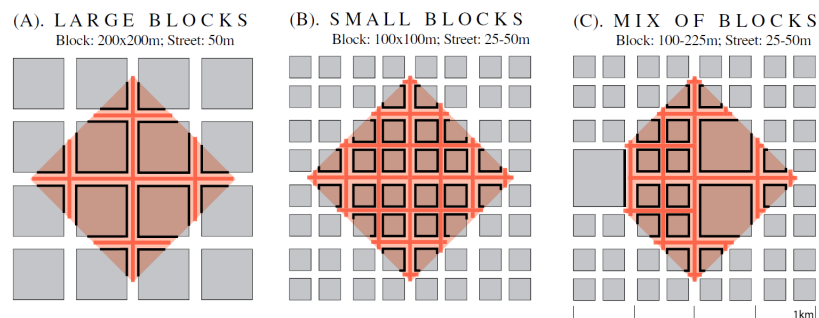 (A). LARGE BLOCKS
Block: 200x200m; Street: 50m
(B). SMALL BLOCKS
Block: 100x100m; Street: 25-50m
(C). MIX OF BLOCKS
Block: 100-225m; Street: 25-50m
1km